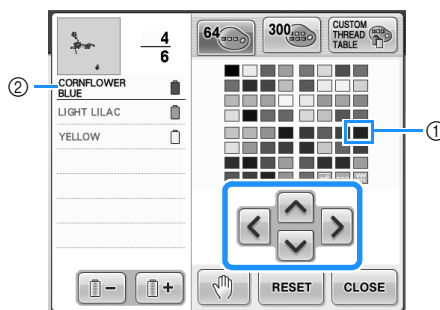 4
6
64
300
CUSTOM
THREAD
TABLE
②
CORNFLOWER
BLUE
LIGHT LILAC
YELLOW
①
−
+
RESET
CLOSE